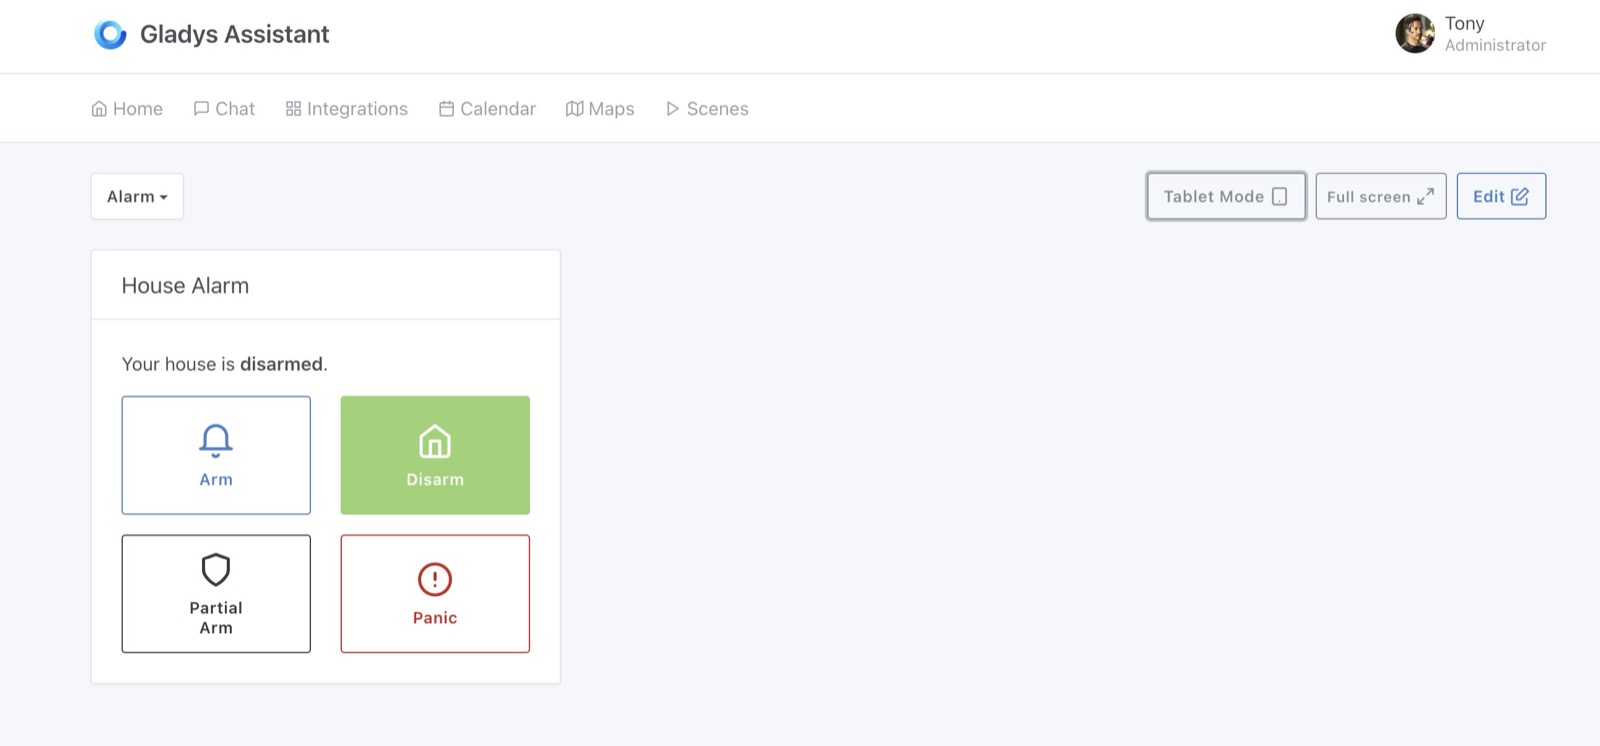 Gladys Assistant
Tony
Administrator
Home Chat Integrations Calendar Maps Scenes
Alarm
Tablet Mode Full screen Edit
House Alarm
Your house is disarmed.
Arm Disarm
Partial
Arm
Panic